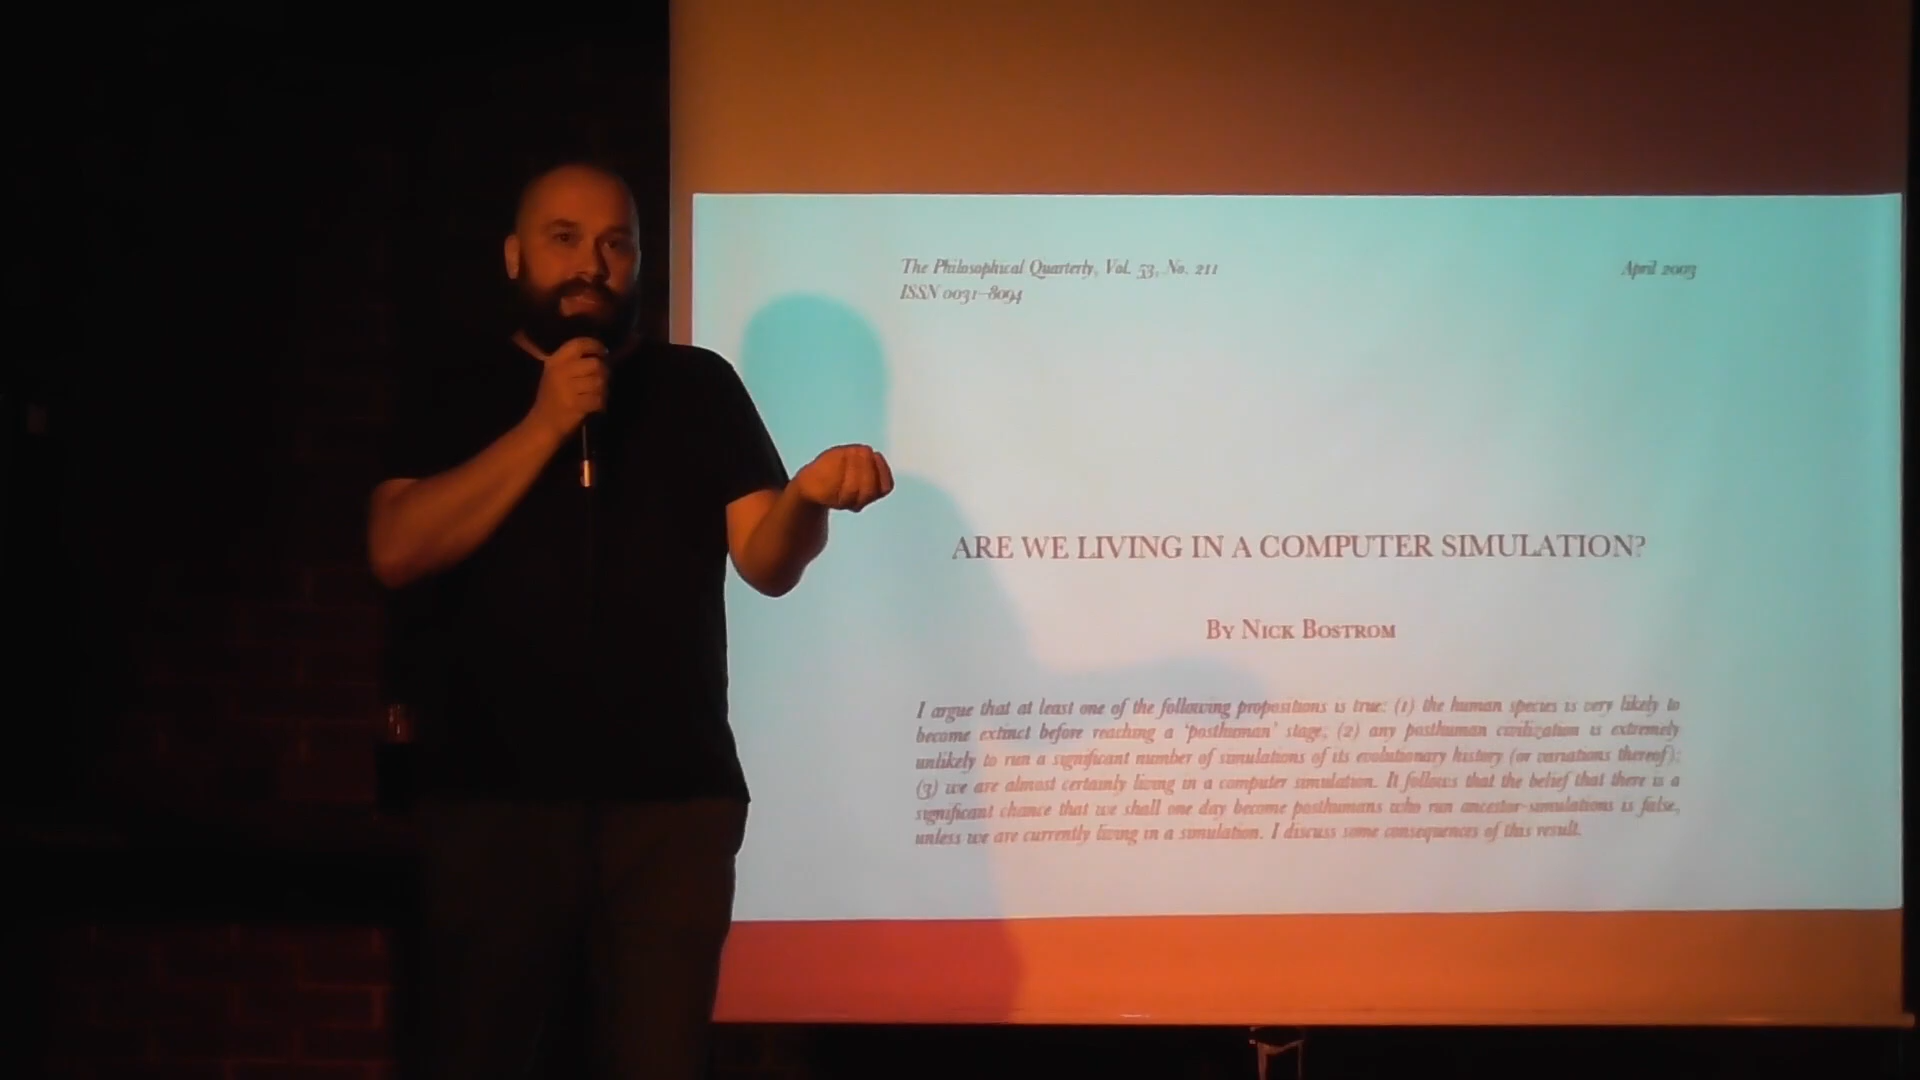 The Philosophical Quarterly, Vol. 53, No. 211 April 2003
ISSN 0031–8094
ARE WE LIVING IN A COMPUTER SIMULATION?
BY NICK BOSTROM
I argue that at least one of the following propositions is true: (1) the human species is very likely to
become extinct before reaching a ‘posthuman’ stage; (2) any posthuman civilization is extremely
unlikely to run a significant number of simulations of its evolutionary history (or variations thereof);
(3) we are almost certainly living in a computer simulation. It follows that the belief that there is a
significant chance that we shall one day become posthumans who run ancestor-simulations is false,
unless we are currently living in a simulation. I discuss some consequences of this result.